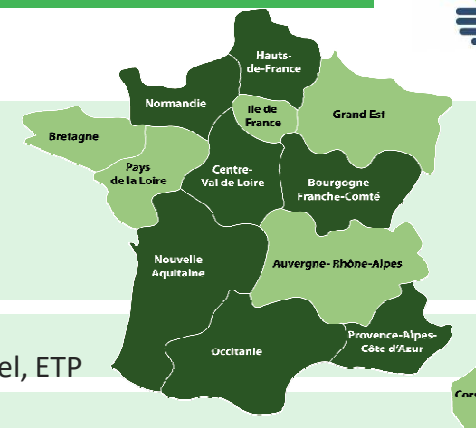 Hauts-
de-France
Normandie
Ile de
France
Grand Est
Bretagne
Pays
de la Loire
Centre-
Val de Loire
Bourgogne
Franche-Comté
Nouvelle
Aquitaine
Auvergne-Rhône-Alpes
Provence-Alpes-
Côte d'Azur
Occitanie
el, ETP